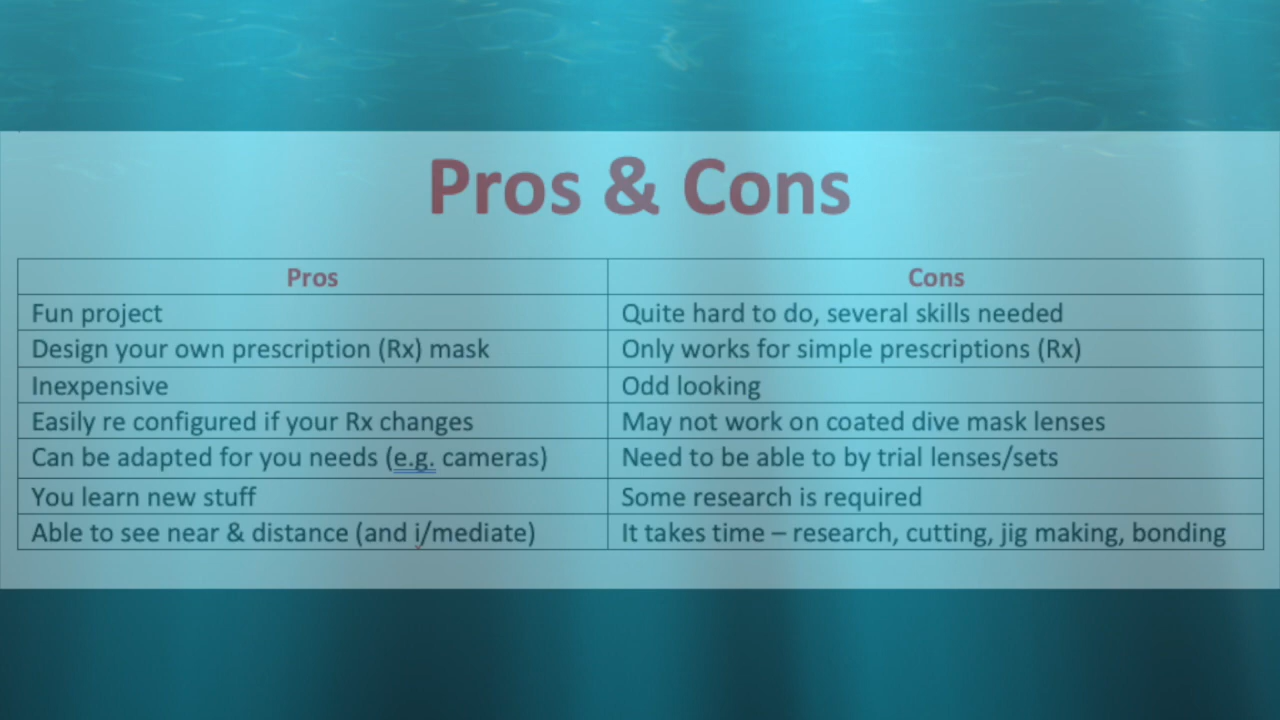 Pros & Cons
Pros Cons
Fun project Quite hard to do, several skills needed
Design your own prescription (Rx) mask Only works for simple prescriptions (Rx)
Inexpensive Odd looking
Easily re configured if your Rx changes May not work on coated dive mask lenses
Can be adapted for you needs (e.g. cameras) Need to be able to by trial lenses/sets
You learn new stuff Some research is required
Able to see near & distance (and i/mediate) It takes time – research, cutting, jig making, bonding